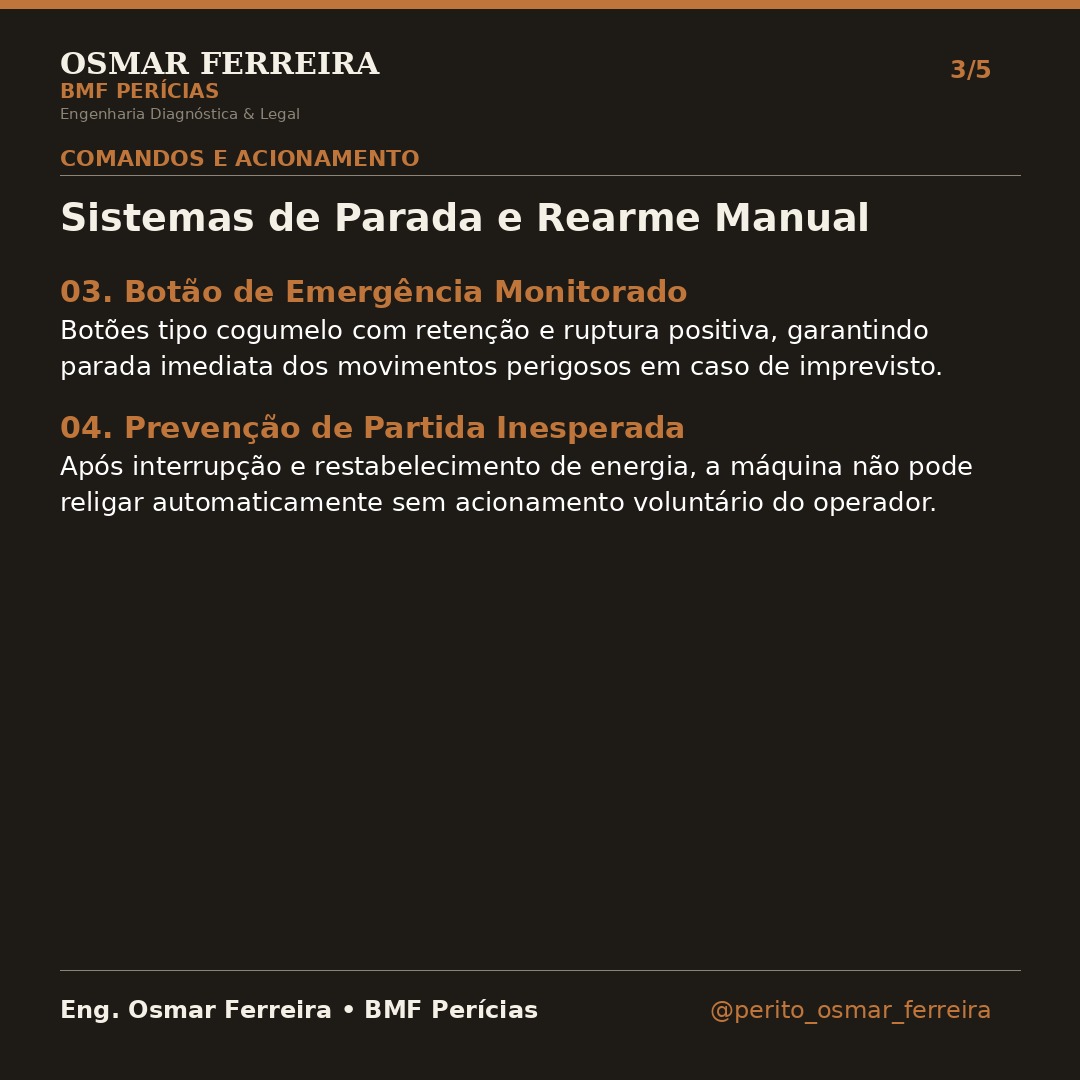 OSMAR FERREIRA
BMF PERÍCIAS
Engenharia Diagnóstica & Legal
3/5
COMANDOS E ACIONAMENTO
Sistemas de Parada e Rearme Manual
03. Botão de Emergência Monitorado
Botões tipo cogumelo com retenção e ruptura positiva, garantindo
parada imediata dos movimentos perigosos em caso de imprevisto.
04. Prevenção de Partida Inesperada
Após interrupção e restabelecimento de energia, a máquina não pode
religar automaticamente sem acionamento voluntário do operador.
Eng. Osmar Ferreira • BMF Perícias
@perito_osmar_ferreira